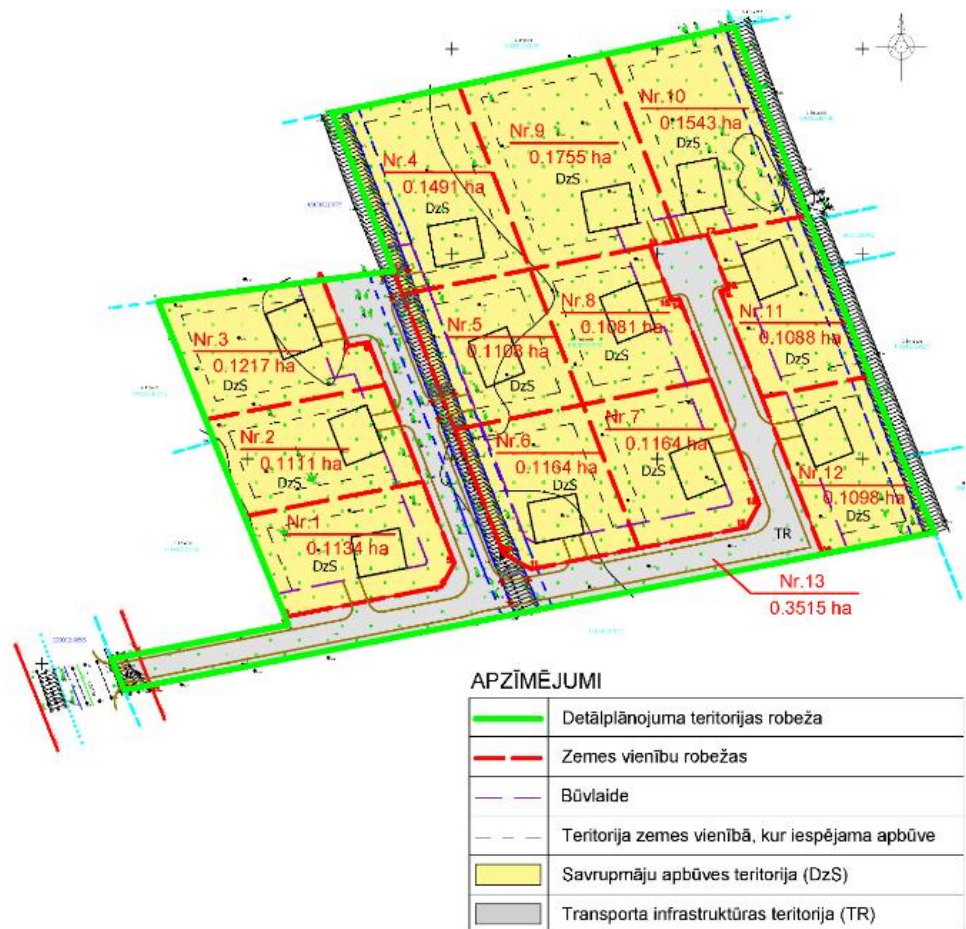 Nr.10
0.1543 ha
DzS
Nr.9
0.1755 ha
DzS
Nr.4
0.1491 ha
DzS
Nr.3
0.1217 ha
DzS
Nr.5
0.1108 ha
DzS
Nr.8
0.1081 ha
DzS
Nr.11
0.1088 ha
DzS
Nr.2
0.1111 ha
DzS
Nr.6
0.1164 ha
DzS
Nr.7
0.1164 ha
DzS
Nr.12
0.1098 ha
DzS
Nr.1
0.1134 ha
DzS
TR
Nr.13
0.3515 ha
APZĪMĒJUMI
Detālplānojuma teritorijas robeža
Zemes vienību robežas
Būvlaide
Teritorija zemes vienībā, kur iespējama apbūve
Savrupmāju apbūves teritorija (DzS)
Transporta infrastruktūras teritorija (TR)